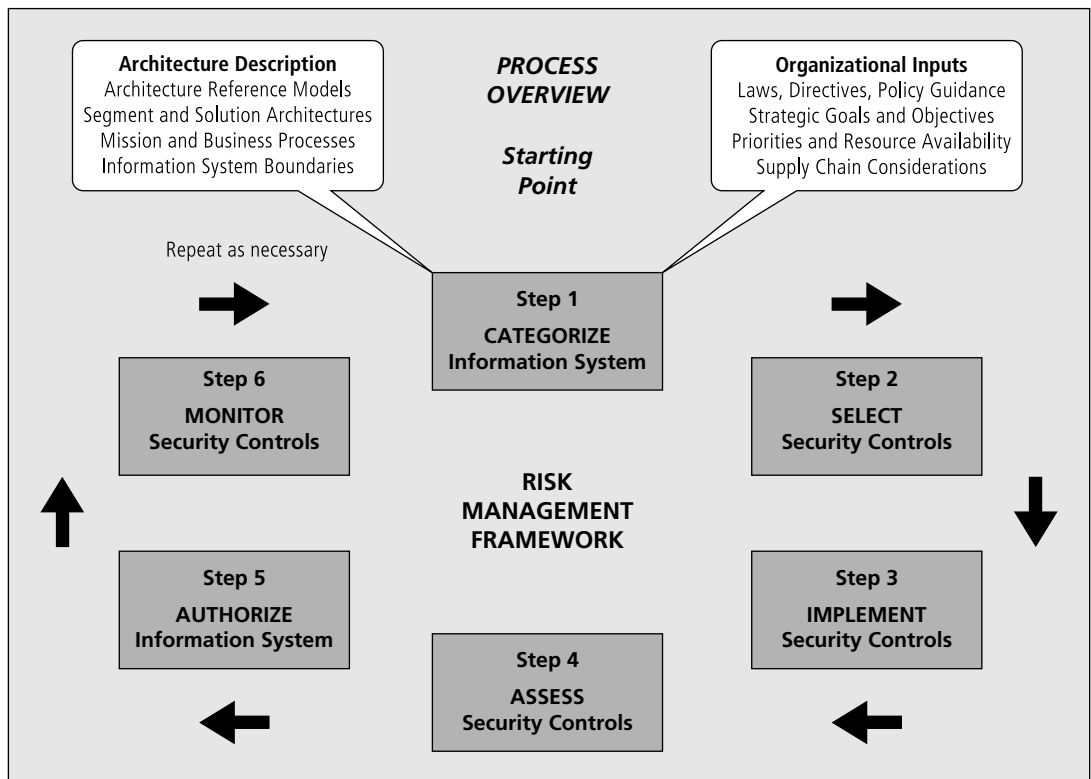 Architecture Description
Architecture Reference Models
Segment and Solution Architectures
Mission and Business Processes
Information System Boundaries
PROCESS
OVERVIEW
Starting
Point
Organizational Inputs
Laws, Directives, Policy Guidance
Strategic Goals and Objectives
Priorities and Resource Availability
Supply Chain Considerations
Repeat as necessary
Step 1
CATEGORIZE
Information System
Step 2
SELECT
Security Controls
Step 3
IMPLEMENT
Security Controls
Step 4
ASSESS
Security Controls
Step 5
AUTHORIZE
Information System
Step 6
MONITOR
Security Controls
RISK
MANAGEMENT
FRAMEWORK